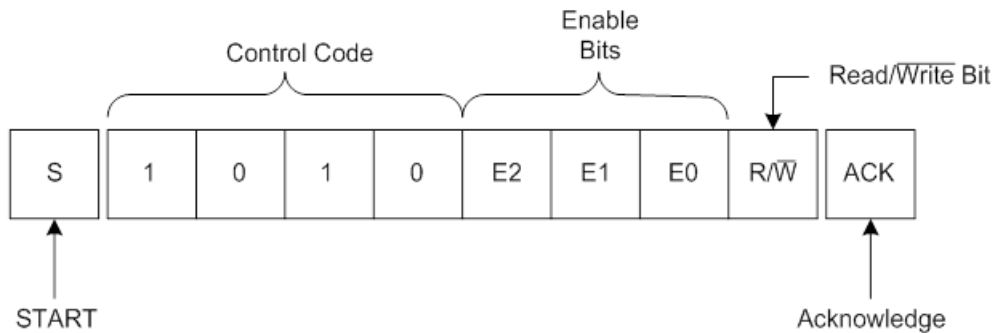 Enable
Bits
Control Code
Read/Write Bit
S 1 0 1 0 E2 E1 E0 R/W ACK
START
Acknowledge